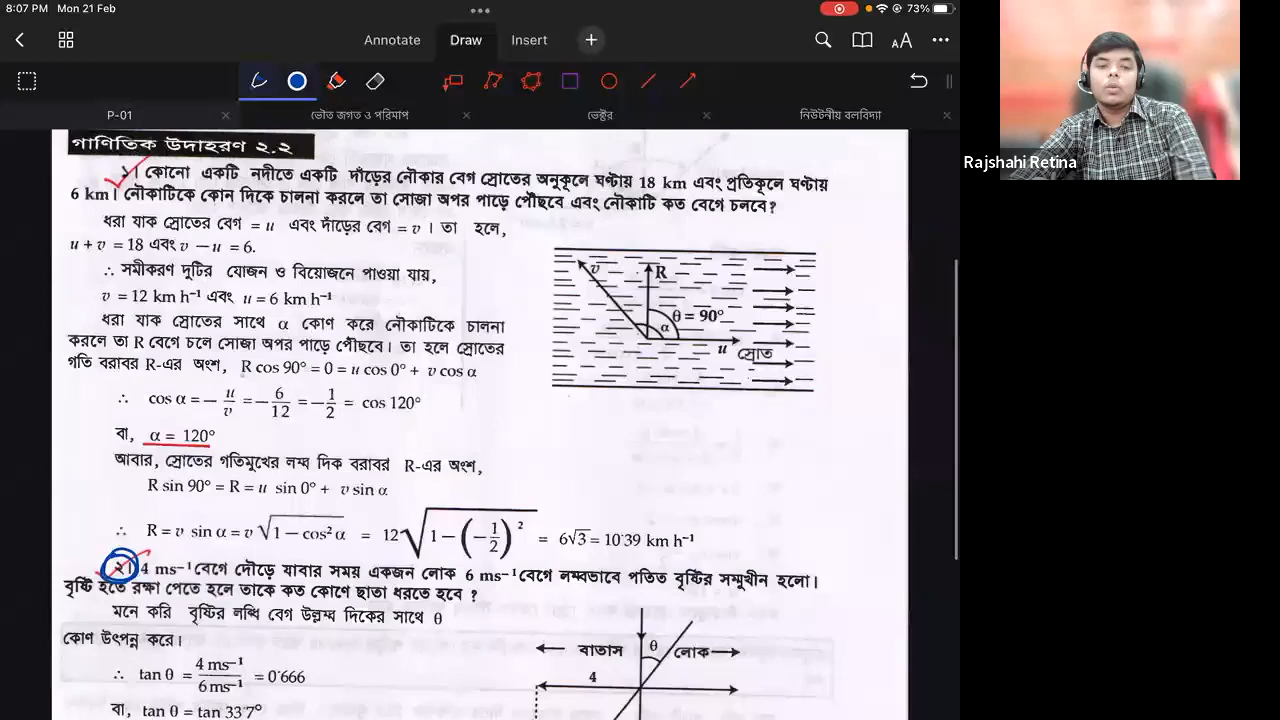 8:07 PM Mon 21 Feb
73%
Annotate Draw Insert
AA
P-01 ভৌত জগত ও পরিমাপ ভেক্টর নিউটনীয় বলবিদ্যা
Rajshahi Retina
গাণিতিক উদাহরণ ২.২
১। কোনো একটি নদীতে একটি দাঁড়ের নৌকার বেগ স্রোতের অনুকূলে ঘণ্টায় 18 km এবং প্রতিকূলে ঘণ্টায়
6 km। নৌকাটিকে কোন দিকে চালনা করলে তা সোজা অপর পাড়ে পৌঁছবে এবং নৌকাটি কত বেগে চলবে?
ধরা যাক স্রোতের বেগ = u এবং দাঁড়ের বেগ = v । তা হলে,
u + v = 18 এবং v – u = 6.
∴ সমীকরণ দুটির যোজন ও বিয়োজনে পাওয়া যায়,
v = 12 km h⁻¹ এবং u = 6 km h⁻¹
ধরা যাক স্রোতের সাথে α কোণ করে নৌকাটিকে চালনা
করলে তা R বেগে চলে সোজা অপর পাড়ে পৌঁছবে। তা হলে স্রোতের
গতি বরাবর R-এর অংশ, R cos 90° = 0 = u cos 0° + v cos α
∴ cos α = – u/v = – 6/12 = – 1/2 = cos 120°
বা, α = 120°
আবার, স্রোতের গতিমুখের লম্ব দিক বরাবর R-এর অংশ,
R sin 90° = R = u sin 0° + v sin α
∴ R = v sin α = v √(1 – cos² α) = 12 √(1 – (– 1/2)²) = 6√3 = 10·39 km h⁻¹
v R θ = 90° α u স্রোত
২। 4 ms⁻¹ বেগে দৌড়ে যাবার সময় একজন লোক 6 ms⁻¹ বেগে লম্বভাবে পতিত বৃষ্টির সম্মুখীন হলো।
বৃষ্টি হতে রক্ষা পেতে হলে তাকে কত কোণে ছাতা ধরতে হবে ?
মনে করি বৃষ্টির লব্ধি বেগ উল্লম্ব দিকের সাথে θ
কোণ উৎপন্ন করে।
∴ tan θ = 4 ms⁻¹/6 ms⁻¹ = 0·666
বা, tan θ = tan 33·7°
বাতাস θ লোক
4